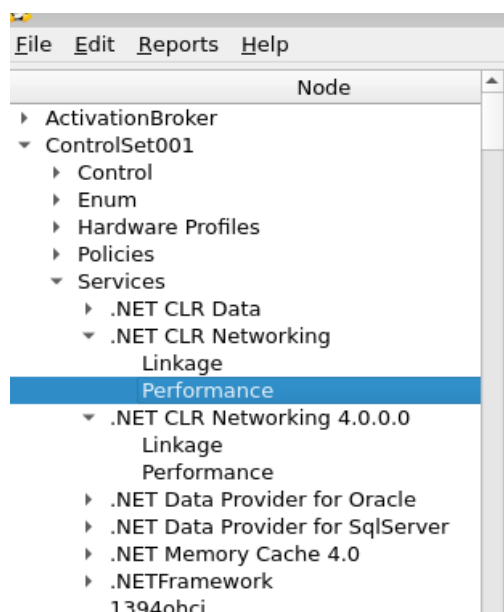 File Edit Reports Help
Node
ActivationBroker
ControlSet001
Control
Enum
Hardware Profiles
Policies
Services
.NET CLR Data
.NET CLR Networking
Linkage
Performance
.NET CLR Networking 4.0.0.0
Linkage
Performance
.NET Data Provider for Oracle
.NET Data Provider for SqlServer
.NET Memory Cache 4.0
.NETFramework
1394ohci